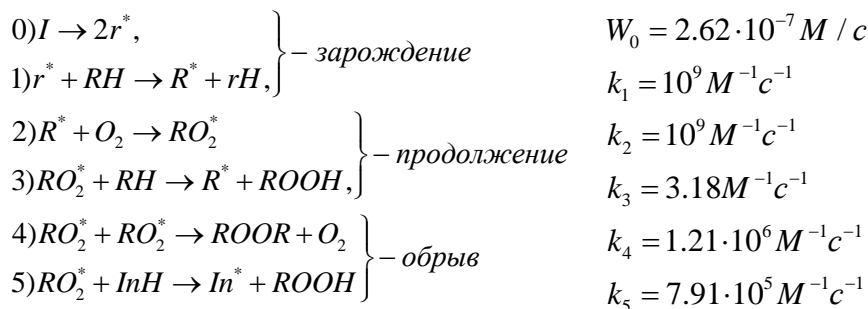 0)I → 2r*,
1)r* + RH → R* + rH,
– зарождение
2)R* + O₂ → RO₂*
3)RO₂* + RH → R* + ROOH,
– продолжение
4)RO₂* + RO₂* → ROOR + O₂
5)RO₂* + InH → In* + ROOH
– обрыв
W₀ = 2.62·10⁻⁷ M / c
k₁ = 10⁹ M⁻¹c⁻¹
k₂ = 10⁹ M⁻¹c⁻¹
k₃ = 3.18M⁻¹c⁻¹
k₄ = 1.21·10⁶ M⁻¹c⁻¹
k₅ = 7.91·10⁵ M⁻¹c⁻¹